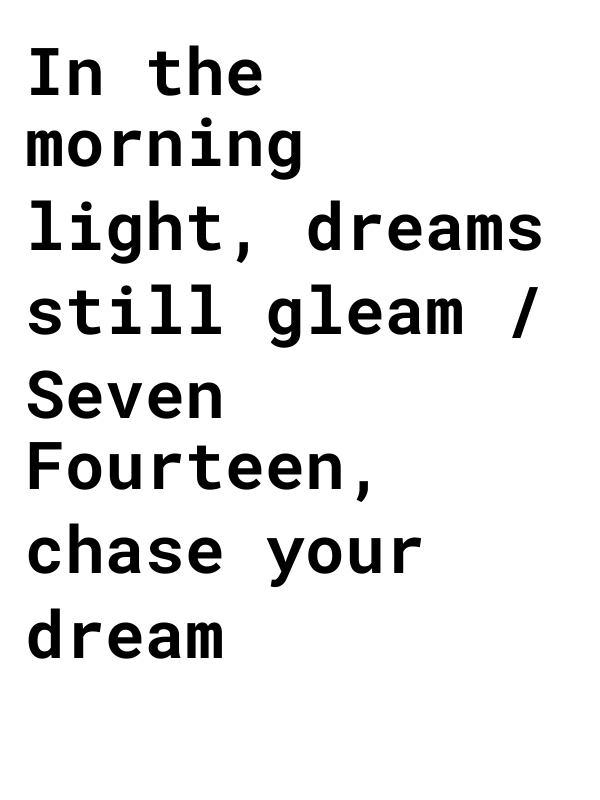 In the
morning
light, dreams
still gleam /
Seven
Fourteen,
chase your
dream